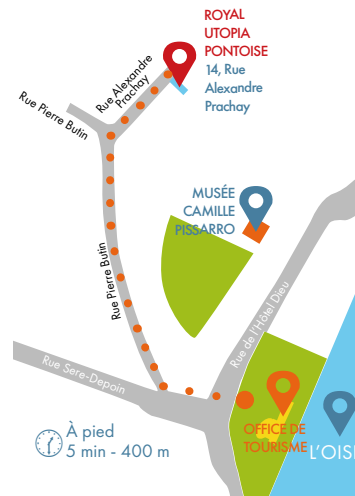 ROYAL
UTOPIA
PONTOISE
14, Rue
Alexandre
Prachay
Rue Alexandre
Prachay
Rue Pierre Butin
MUSÉE
CAMILLE
PISSARRO
Rue Pierre Butin
Rue de l'Hôtel Dieu
Rue Sere-Depoin
OFFICE DE
TOURISME
L'OISE
À pied
5 min - 400 m